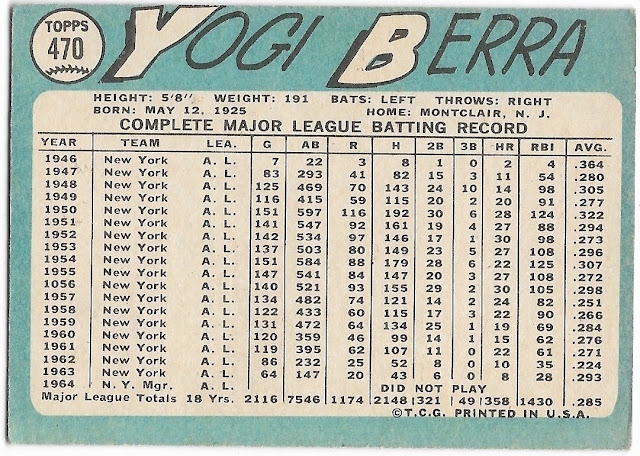 TOPPS
470
YOGI BERRA
HEIGHT: 5'8" WEIGHT: 191 BATS: LEFT THROWS: RIGHT
BORN: MAY 12, 1925 HOME: MONTCLAIR, N. J.
COMPLETE MAJOR LEAGUE BATTING RECORD
YEAR TEAM LEA. G AB R H 2B 3B HR RBI AVG.
1946 New York A. L. 7 22 3 8 1 0 2 4 .364
1947 New York A. L. 83 293 41 82 15 3 11 54 .280
1948 New York A. L. 125 469 70 143 24 10 14 98 .305
1949 New York A. L. 116 415 59 115 20 2 20 91 .277
1950 New York A. L. 151 597 116 192 30 6 28 124 .322
1951 New York A. L. 141 547 92 161 19 4 27 88 .294
1952 New York A. L. 142 534 97 146 17 1 30 98 .273
1953 New York A. L. 137 503 80 149 23 5 27 108 .296
1954 New York A. L. 151 584 88 179 28 6 22 125 .307
1955 New York A. L. 147 541 84 147 20 3 27 108 .272
1056 New York A. L. 140 521 93 155 29 2 30 105 .298
1957 New York A. L. 134 482 74 121 14 2 24 82 .251
1958 New York A. L. 122 433 60 115 17 3 22 90 .266
1959 New York A. L. 131 472 64 134 25 1 19 69 .284
1960 New York A. L. 120 359 46 99 14 1 15 62 .276
1961 New York A. L. 119 395 62 107 11 0 22 61 .271
1962 New York A. L. 86 232 25 52 8 0 10 35 .224
1963 New York A. L. 64 147 20 43 6 0 8 28 .293
1964 N. Y. Mgr. A. L. DID NOT PLAY
Major League Totals 18 Yrs. 2116 7546 1174 2148 321 49 358 1430 .285
©T.C.G. PRINTED IN U.S.A.